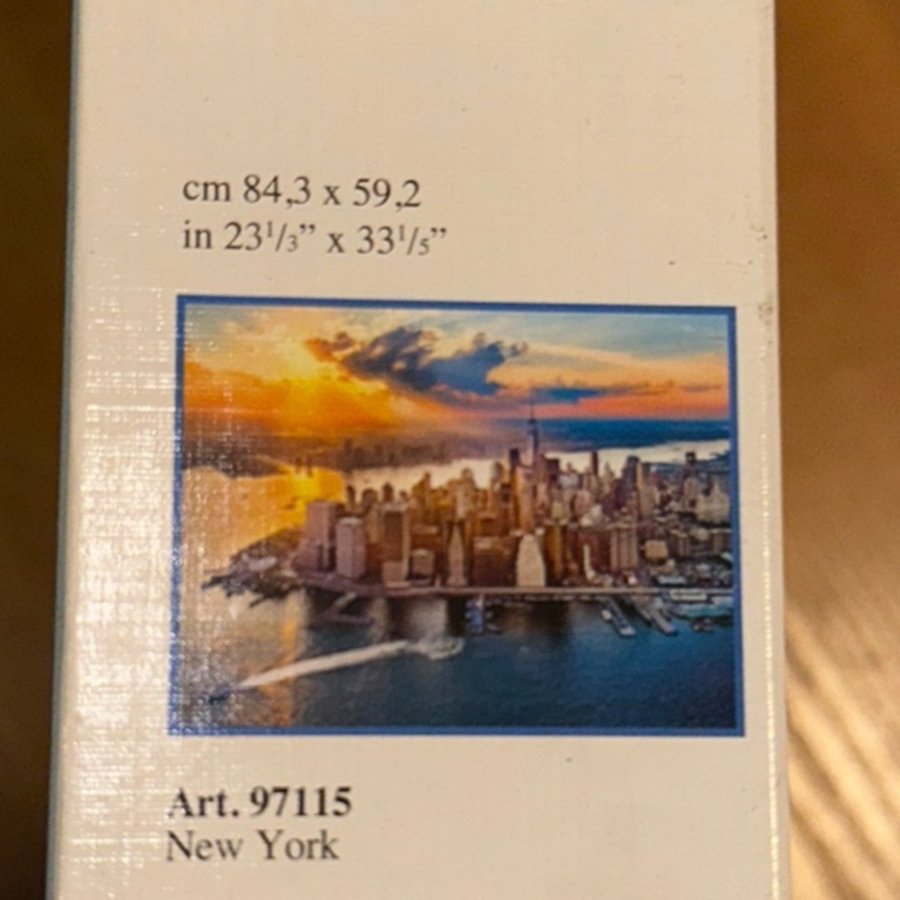 cm 84,3 x 59,2
in 23¹/₃” x 33¹/₅”
Art. 97115
New York